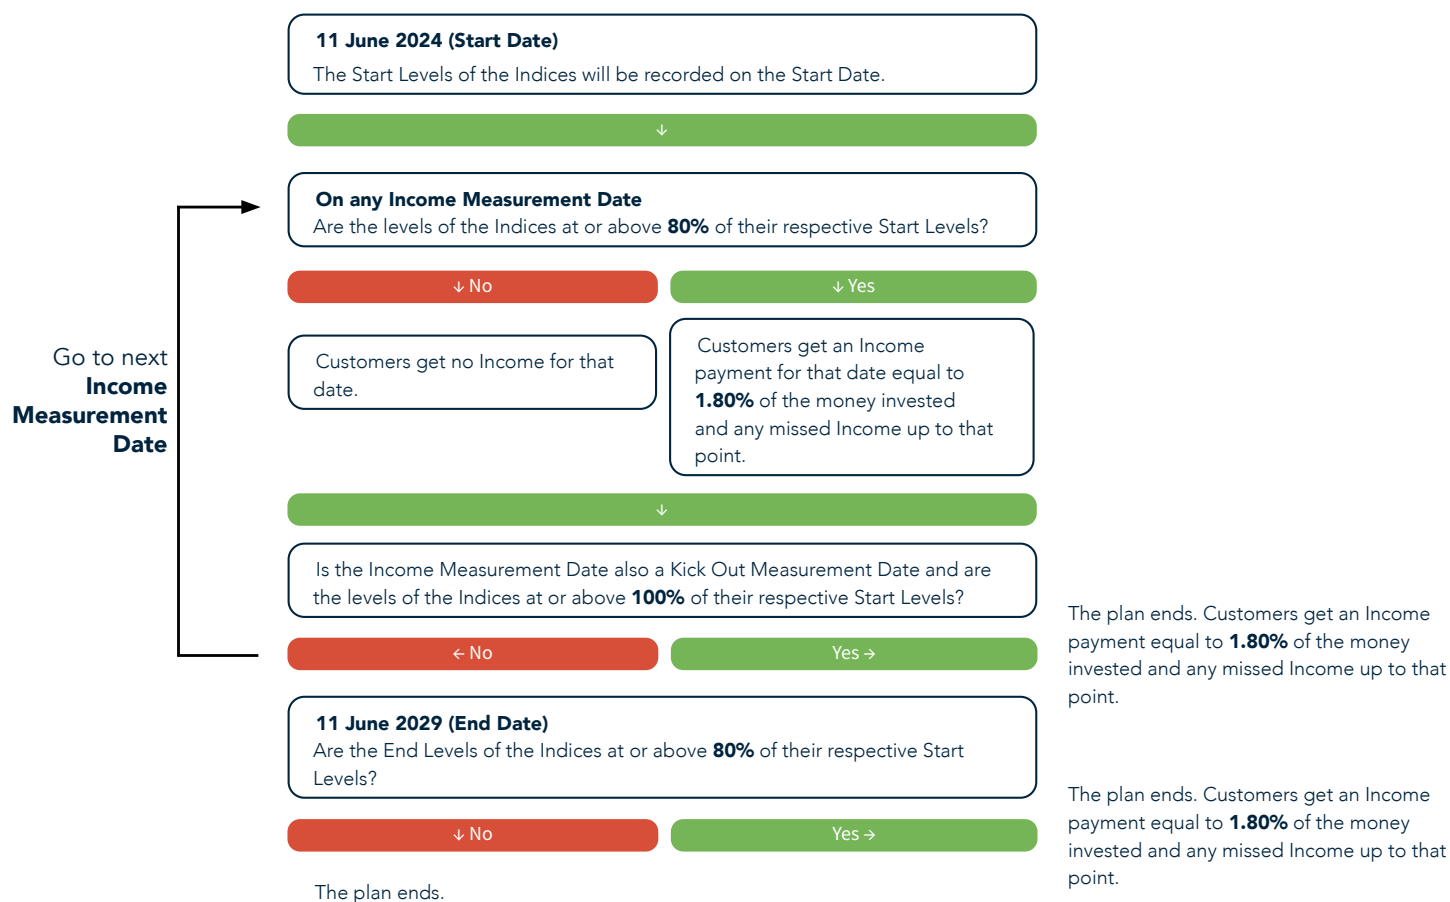 11 June 2024 (Start Date)
The Start Levels of the Indices will be recorded on the Start Date.
↓
On any Income Measurement Date
Are the levels of the Indices at or above 80% of their respective Start Levels?
↓ No
↓ Yes
Customers get no Income for that
date.
Customers get an Income
payment for that date equal to
1.80% of the money invested
and any missed Income up to that
point.
Go to next
Income
Measurement
Date
↓
Is the Income Measurement Date also a Kick Out Measurement Date and are
the levels of the Indices at or above 100% of their respective Start Levels?
← No
Yes →
The plan ends. Customers get an Income
payment equal to 1.80% of the money
invested and any missed Income up to that
point.
11 June 2029 (End Date)
Are the End Levels of the Indices at or above 80% of their respective Start
Levels?
↓ No
Yes →
The plan ends. Customers get an Income
payment equal to 1.80% of the money
invested and any missed Income up to that
point.
The plan ends.